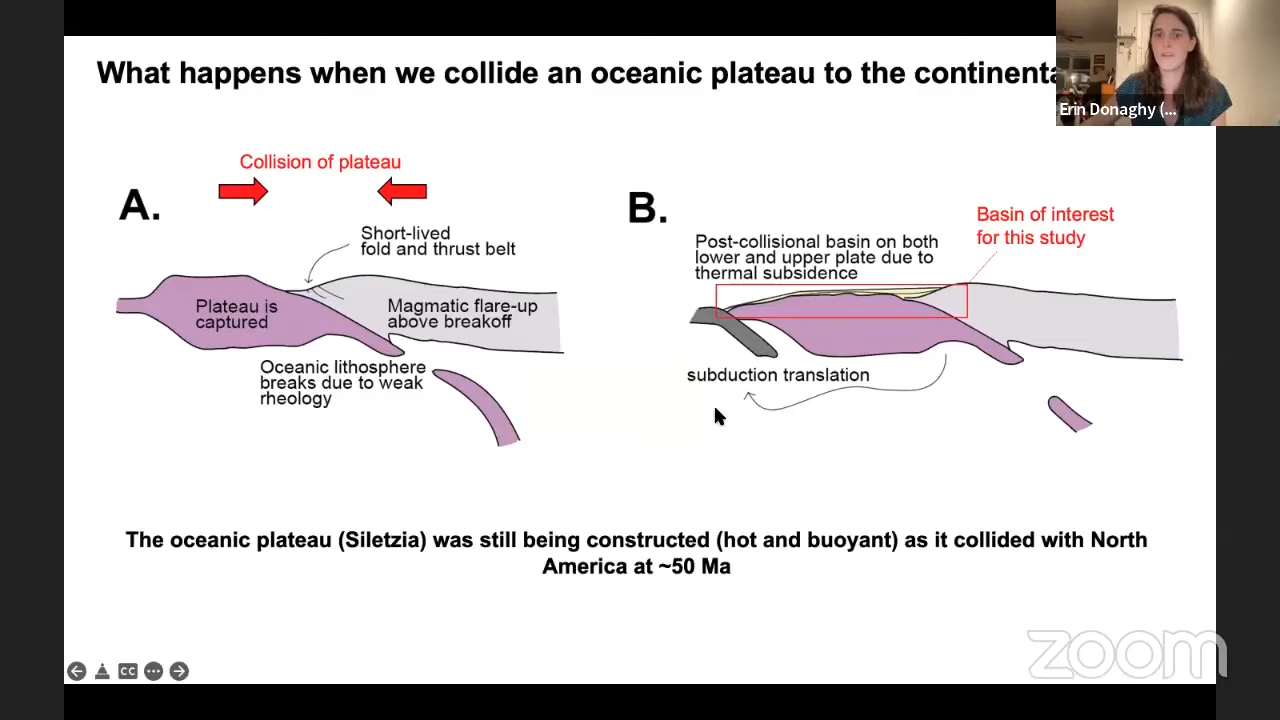 What happens when we collide an oceanic plateau to the continenta
Erin Donaghy (...
Collision of plateau
A.
Short-lived
fold and thrust belt
Plateau is
captured
Magmatic flare-up
above breakoff
Oceanic lithosphere
breaks due to weak
rheology
B.
Basin of interest
for this study
Post-collisional basin on both
lower and upper plate due to
thermal subsidence
subduction translation
The oceanic plateau (Siletzia) was still being constructed (hot and buoyant) as it collided with North
America at ~50 Ma
CC
zoom